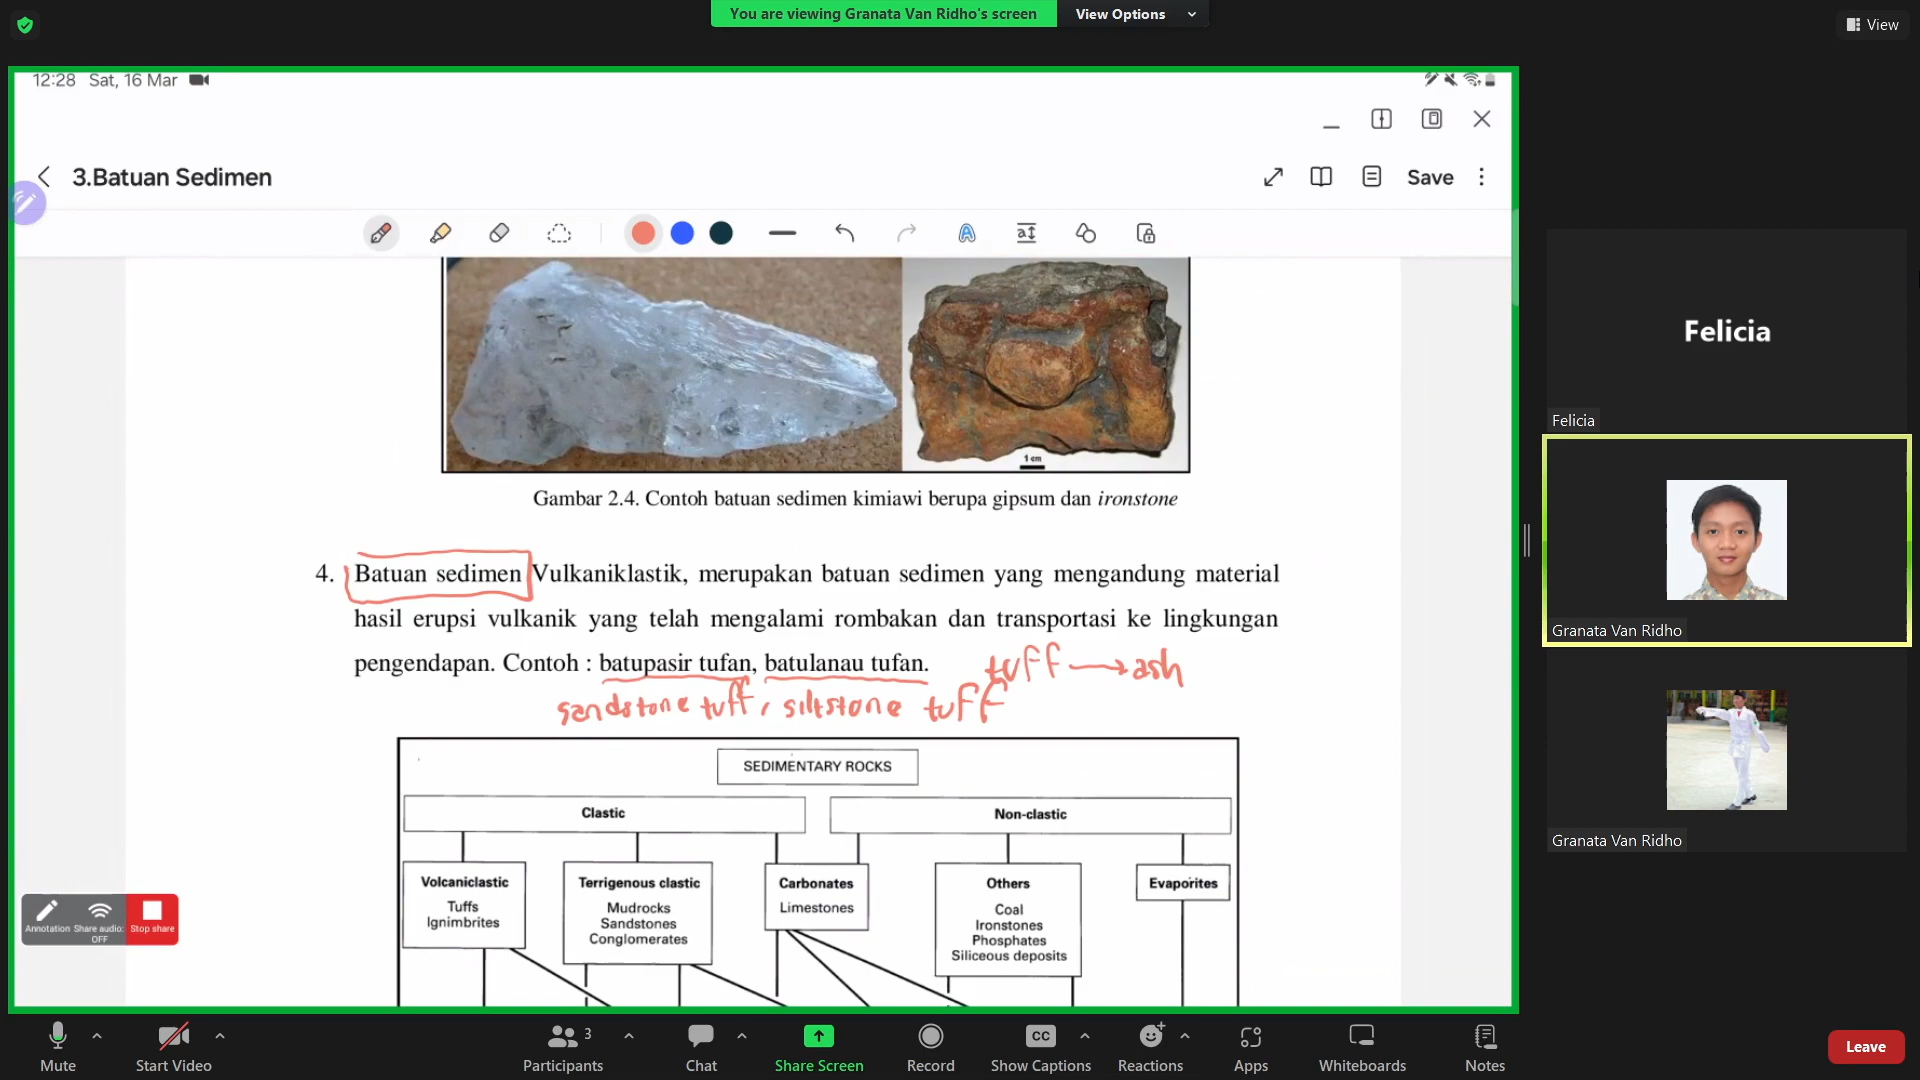 You are viewing Granata Van Ridho's screen
View Options
View
12:28 Sat, 16 Mar
3.Batuan Sedimen
Save
1 cm
Gambar 2.4. Contoh batuan sedimen kimiawi berupa gipsum dan ironstone
4. Batuan sedimen Vulkaniklastik, merupakan batuan sedimen yang mengandung material
hasil erupsi vulkanik yang telah mengalami rombakan dan transportasi ke lingkungan
pengendapan. Contoh : batupasir tufan, batulanau tufan.
tuff → ash
sandstone tuff, siltstone tuff
SEDIMENTARY ROCKS
Clastic
Non-clastic
Volcaniclastic
Tuffs
Ignimbrites
Terrigenous clastic
Mudrocks
Sandstones
Conglomerates
Carbonates
Limestones
Others
Coal
Ironstones
Phosphates
Siliceous deposits
Evaporites
Annotation
Share audio:
OFF
Stop share
Felicia
Felicia
Granata Van Ridho
Granata Van Ridho
Mute
Start Video
3
Participants
Chat
Share Screen
Record
CC
Show Captions
Reactions
Apps
Whiteboards
Notes
Leave